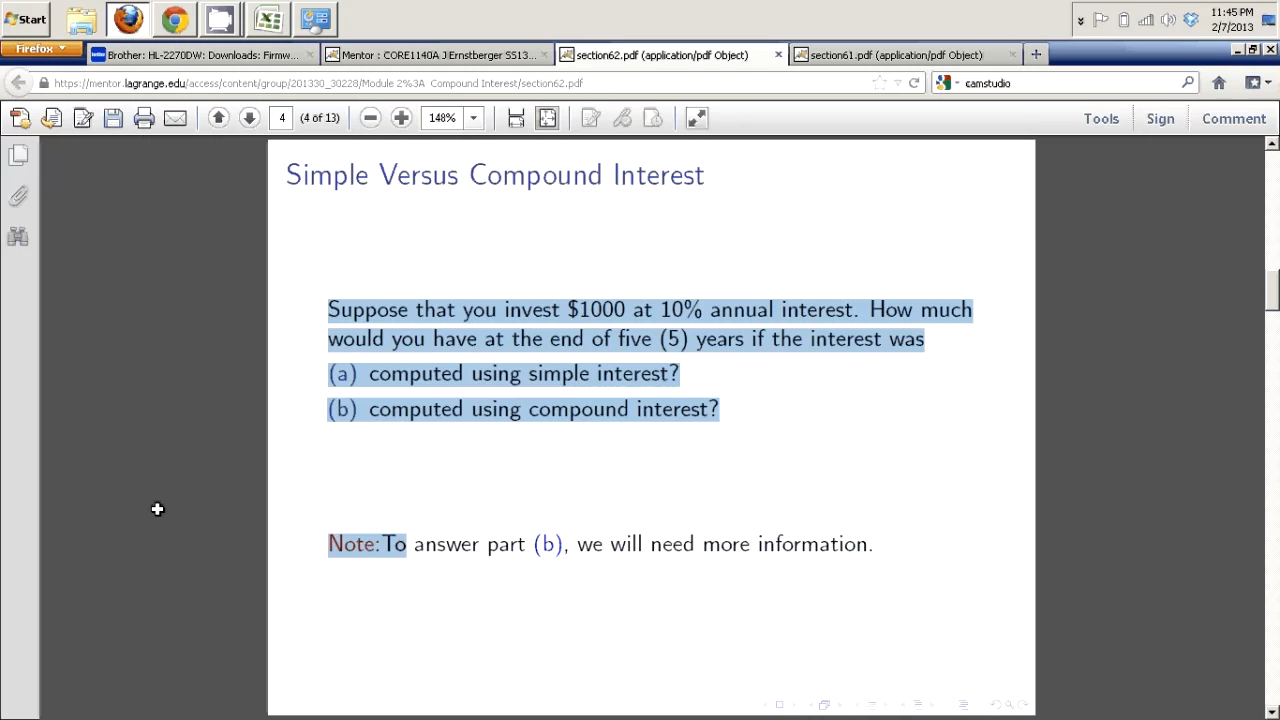 Start
11:45 PM
2/7/2013
Firefox
Brother: HL-2270DW: Downloads: Firmw...
Mentor : CORE1140A J Ernstberger S113...
section62.pdf (application/pdf Object)
section61.pdf (application/pdf Object)
https://mentor.lagrange.edu/access/content/group/201330_30228/Module 2%3A Compound Interest/section62.pdf
camstudio
4 (4 of 13) 148% Tools Sign Comment
Simple Versus Compound Interest
Suppose that you invest $1000 at 10% annual interest. How much
would you have at the end of five (5) years if the interest was
(a) computed using simple interest?
(b) computed using compound interest?
Note:To answer part (b), we will need more information.